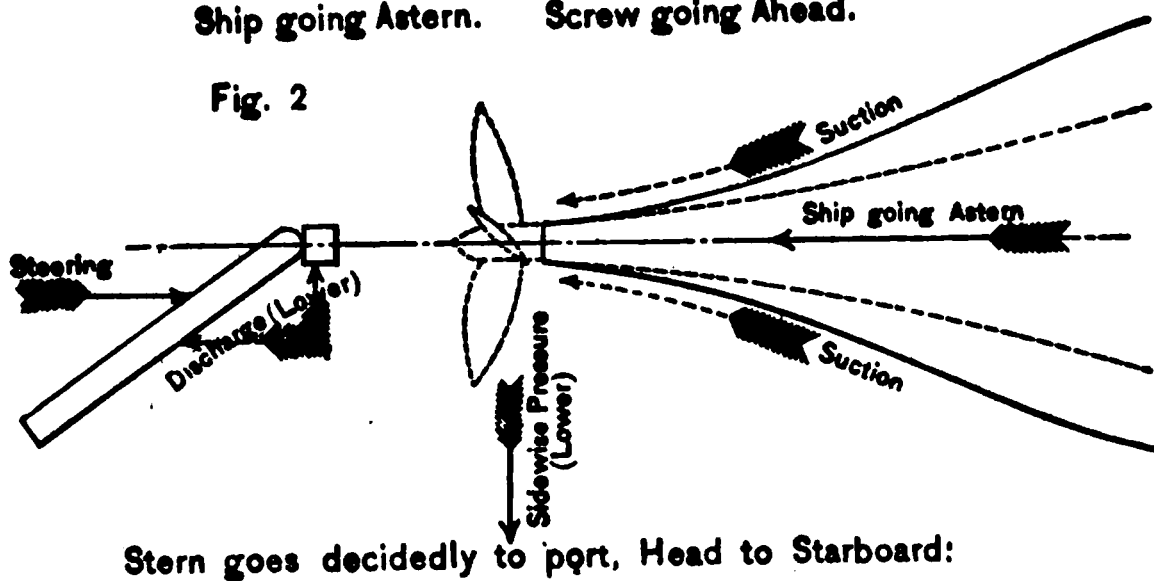 Ship going Astern. Screw going Ahead.
Fig. 2
Suction
Ship going Astern
Steering
Discharge (Lower)
Suction
Sidewise Pressure
(Lower)
Stern goes decidedly to port, Head to Starboard: